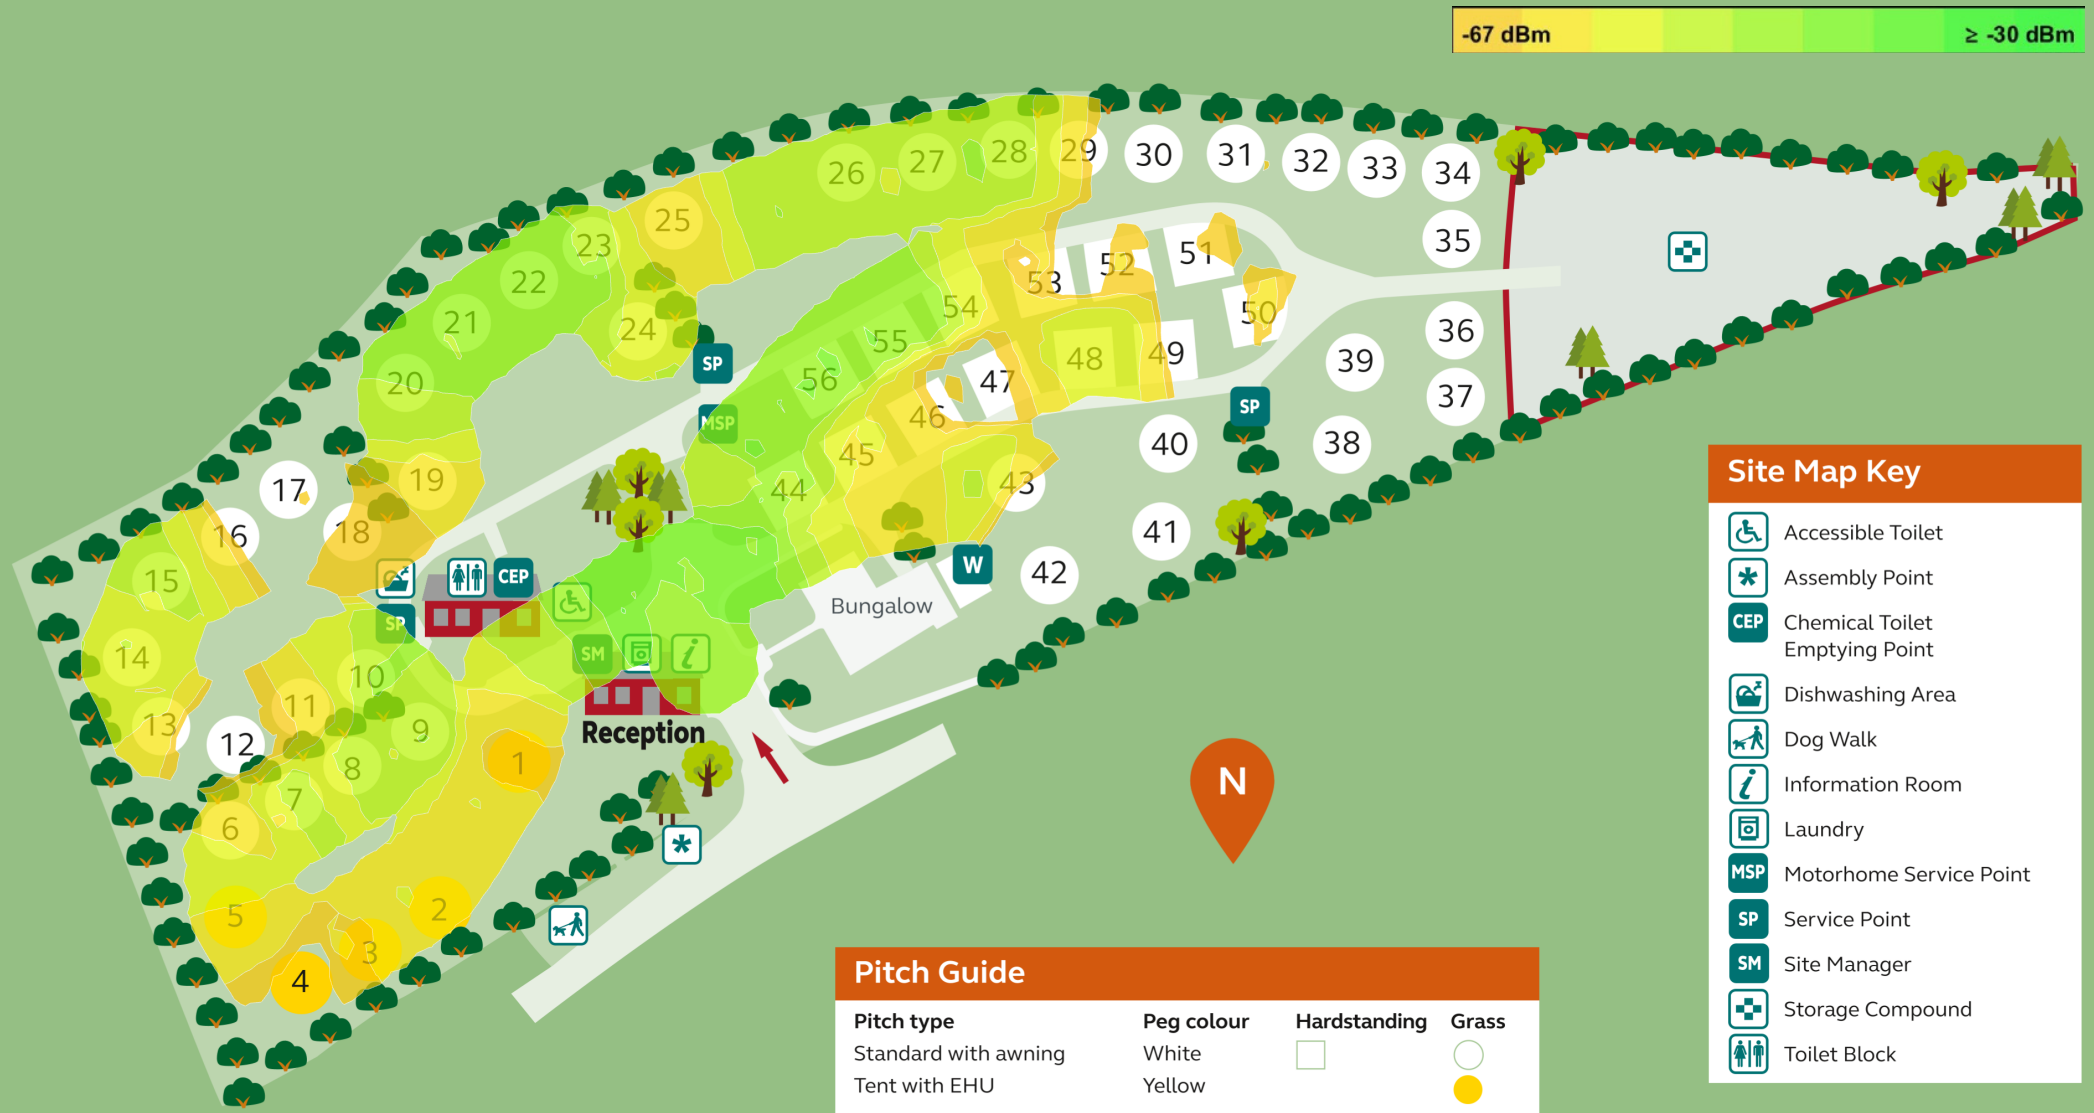 -67 dBm ≥ -30 dBm
26 27 28 29 30 31 32 33 34
25
23
22
21
24
20
35
51
52
53
50
54
55
56
48
49
47
46
45
44
43
36
39
37
40
38
41
42
SP
MSP
SP
W
Bungalow
19
17
18
16
15
14
13
12
CEP
SP
10
11
9
8
7
6
5
4
3
2
1
SM
i
Reception
*
N
Site Map Key
Accessible Toilet
* Assembly Point
CEP Chemical Toilet
Emptying Point
Dishwashing Area
Dog Walk
i Information Room
Laundry
MSP Motorhome Service Point
SP Service Point
SM Site Manager
Storage Compound
Toilet Block
Pitch Guide
Pitch type Peg colour Hardstanding Grass
Standard with awning White
Tent with EHU Yellow